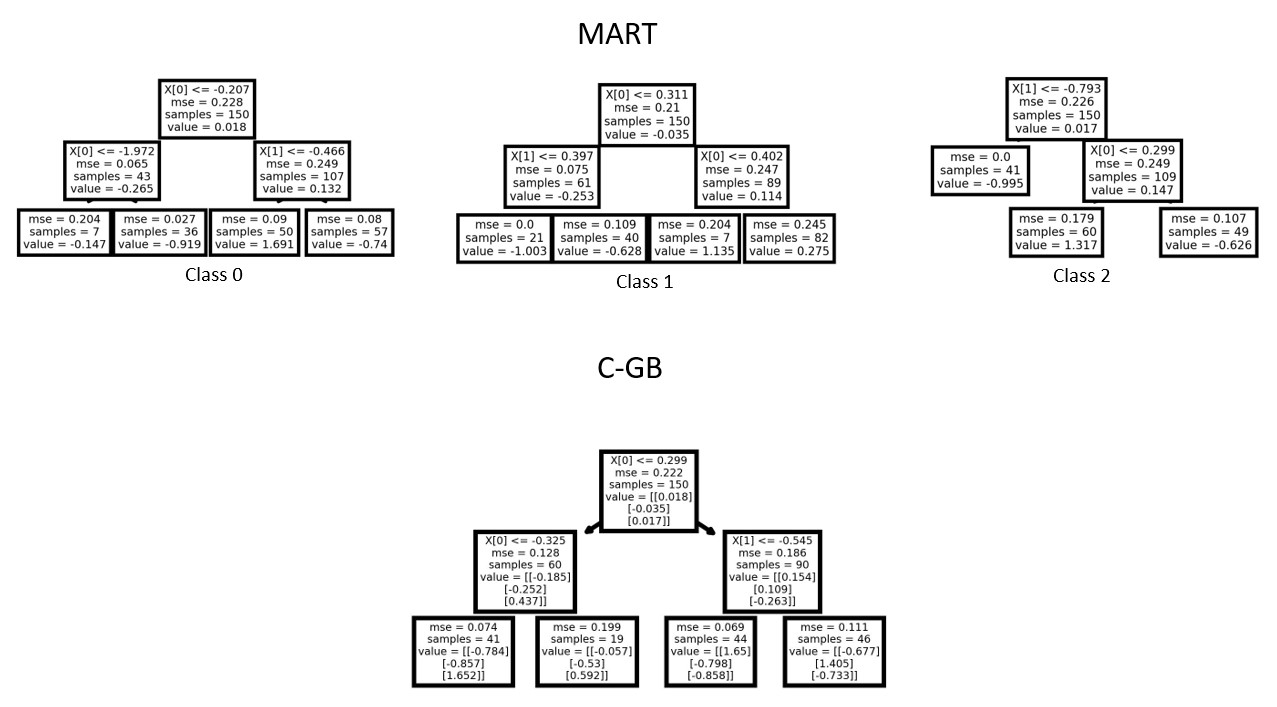 MART
X[0] <= -0.207
mse = 0.228
samples = 150
value = 0.018
X[0] <= -1.972
mse = 0.065
samples = 43
value = -0.265
X[1] <= -0.466
mse = 0.249
samples = 107
value = 0.132
mse = 0.204
samples = 7
value = -0.147
mse = 0.027
samples = 36
value = -0.919
mse = 0.09
samples = 50
value = 1.691
mse = 0.08
samples = 57
value = -0.74
Class 0
X[0] <= 0.311
mse = 0.21
samples = 150
value = -0.035
X[1] <= 0.397
mse = 0.075
samples = 61
value = -0.253
X[0] <= 0.402
mse = 0.247
samples = 89
value = 0.114
mse = 0.0
samples = 21
value = -1.003
mse = 0.109
samples = 40
value = -0.628
mse = 0.204
samples = 7
value = 1.135
mse = 0.245
samples = 82
value = 0.275
Class 1
X[1] <= -0.793
mse = 0.226
samples = 150
value = 0.017
mse = 0.0
samples = 41
value = -0.995
X[0] <= 0.299
mse = 0.249
samples = 109
value = 0.147
mse = 0.179
samples = 60
value = 1.317
mse = 0.107
samples = 49
value = -0.626
Class 2
C-GB
X[0] <= 0.299
mse = 0.222
samples = 150
value = [[0.018]
[-0.035]
[0.017]]
X[0] <= -0.325
mse = 0.128
samples = 60
value = [[-0.185]
[-0.252]
[0.437]]
X[1] <= -0.545
mse = 0.186
samples = 90
value = [[0.154]
[0.109]
[-0.263]]
mse = 0.074
samples = 41
value = [[-0.784]
[-0.857]
[1.652]]
mse = 0.199
samples = 19
value = [[-0.057]
[-0.53]
[0.592]]
mse = 0.069
samples = 44
value = [[1.65]
[-0.798]
[-0.858]]
mse = 0.111
samples = 46
value = [[-0.677]
[1.405]
[-0.733]]